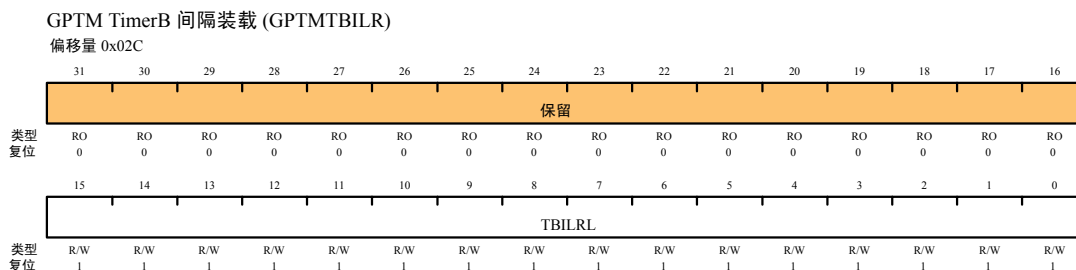 GPTM TimerB 间隔装载 (GPTMTBILR)
偏移量 0x02C
31 30 29 28 27 26 25 24 23 22 21 20 19 18 17 16
保留
类型 RO RO RO RO RO RO RO RO RO RO RO RO RO RO RO RO
复位 0 0 0 0 0 0 0 0 0 0 0 0 0 0 0 0
15 14 13 12 11 10 9 8 7 6 5 4 3 2 1 0
TBILRL
类型 R/W R/W R/W R/W R/W R/W R/W R/W R/W R/W R/W R/W R/W R/W R/W R/W
复位 1 1 1 1 1 1 1 1 1 1 1 1 1 1 1 1